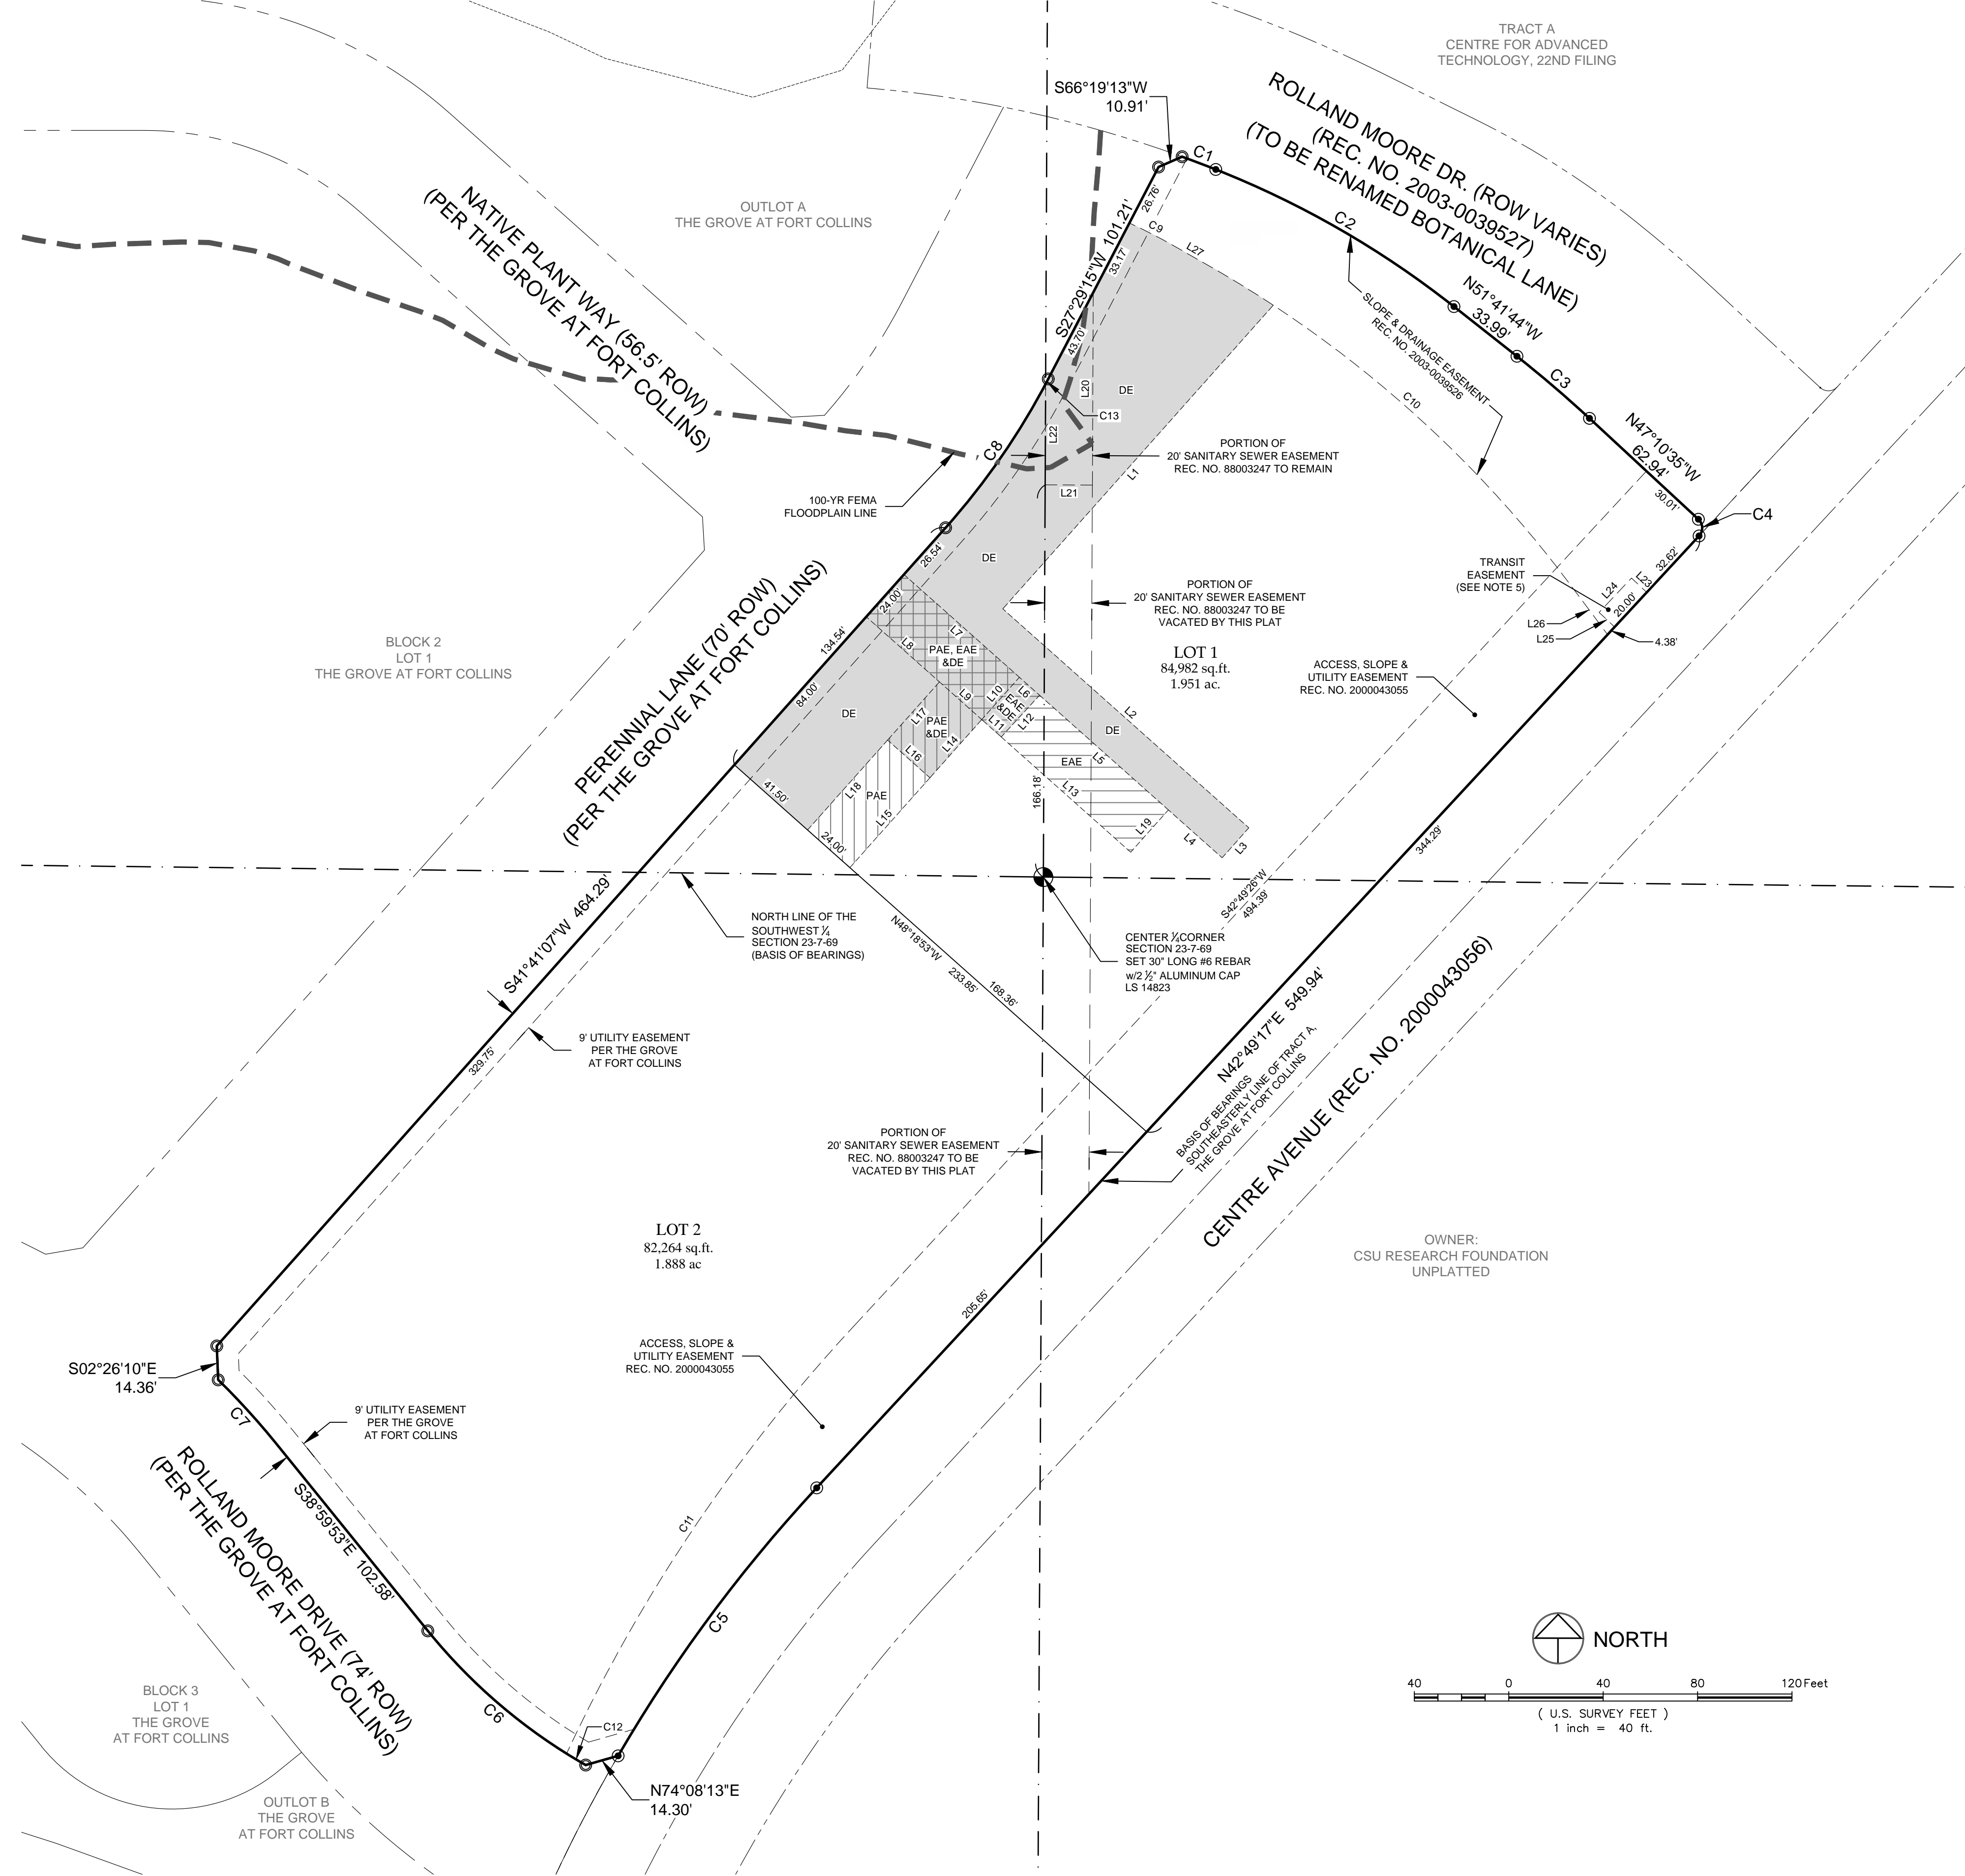 TRACT A
CENTRE FOR ADVANCED
TECHNOLOGY, 22ND FILING
S66°19'13"W
10.91'
C1
ROLLAND MOORE DR. (ROW VARIES)
(REC. NO. 2003-0039527)
(TO BE RENAMED BOTANICAL LANE)
OUTLOT A
THE GROVE AT FORT COLLINS
NATIVE PLANT WAY (56.5' ROW)
(PER THE GROVE AT FORT COLLINS)
26.76'
C9
L27
C2
S27°29'15"W 101.21'
33.17'
43.70'
N51°41'44"W
33.99'
SLOPE & DRAINAGE EASEMENT
REC. NO. 2003-0039526
C3
L20
DE
C10
C13
L22
C8
PORTION OF
20' SANITARY SEWER EASEMENT
REC. NO. 88003247 TO REMAIN
N47°10'35"W
62.94'
30.01'
L1
L21
100-YR FEMA
FLOODPLAIN LINE
C4
26.54'
DE
32.62'
TRANSIT
EASEMENT
(SEE NOTE 5)
L23
L24
20.00'
L26
L25
4.38'
PORTION OF
20' SANITARY SEWER EASEMENT
REC. NO. 88003247 TO BE
VACATED BY THIS PLAT
24.00'
L7
L8
134.54'
PERENNIAL LANE (70' ROW)
(PER THE GROVE AT FORT COLLINS)
BLOCK 2
LOT 1
THE GROVE AT FORT COLLINS
PAE, EAE
&DE
LOT 1
84,982 sq.ft.
1.951 ac.
ACCESS, SLOPE &
UTILITY EASEMENT
REC. NO. 2000043055
84.00'
L9
L10
L6
EAE
&DE
L11
L12
L2
DE
L17
PAE
&DE
L14
DE
L16
L5
EAE
L18
PAE
L13
166.18'
41.50'
L15
24.00'
L19
L4
L3
344.29'
S42°49'26"W
494.39'
S41°41'07"W 464.29'
NORTH LINE OF THE
SOUTHWEST ¼
SECTION 23-7-69
(BASIS OF BEARINGS)
N48°18'53"W
233.85'
168.36'
CENTER ¼ CORNER
SECTION 23-7-69
SET 30" LONG #6 REBAR
w/2 ½" ALUMINUM CAP
LS 14823
N42°49'17"E 549.94'
BASIS OF BEARINGS
SOUTHEASTERLY LINE OF TRACT A,
THE GROVE AT FORT COLLINS
CENTRE AVENUE (REC. NO. 2000043056)
9' UTILITY EASEMENT
PER THE GROVE
AT FORT COLLINS
329.75'
PORTION OF
20' SANITARY SEWER EASEMENT
REC. NO. 88003247 TO BE
VACATED BY THIS PLAT
LOT 2
82,264 sq.ft.
1.888 ac
OWNER:
CSU RESEARCH FOUNDATION
UNPLATTED
205.65'
ACCESS, SLOPE &
UTILITY EASEMENT
REC. NO. 2000043055
S02°26'10"E
14.36'
C7
9' UTILITY EASEMENT
PER THE GROVE
AT FORT COLLINS
S38°59'53"E 102.58'
ROLLAND MOORE DRIVE (74' ROW)
(PER THE GROVE AT FORT COLLINS)
C11
C5
C6
C12
N74°08'13"E
14.30'
BLOCK 3
LOT 1
THE GROVE
AT FORT COLLINS
OUTLOT B
THE GROVE
AT FORT COLLINS
NORTH
40 0 40 80 120 Feet
( U.S. SURVEY FEET )
1 inch = 40 ft.